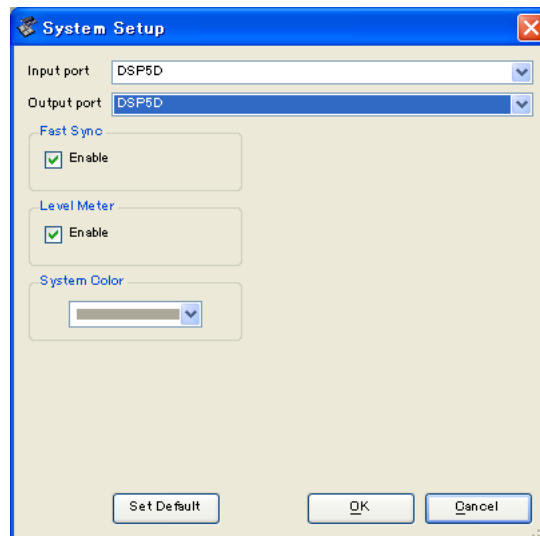 System Setup
Input port DSP5D
Output port DSP5D
Fast Sync
Enable
Level Meter
Enable
System Color
Set Default OK Cancel